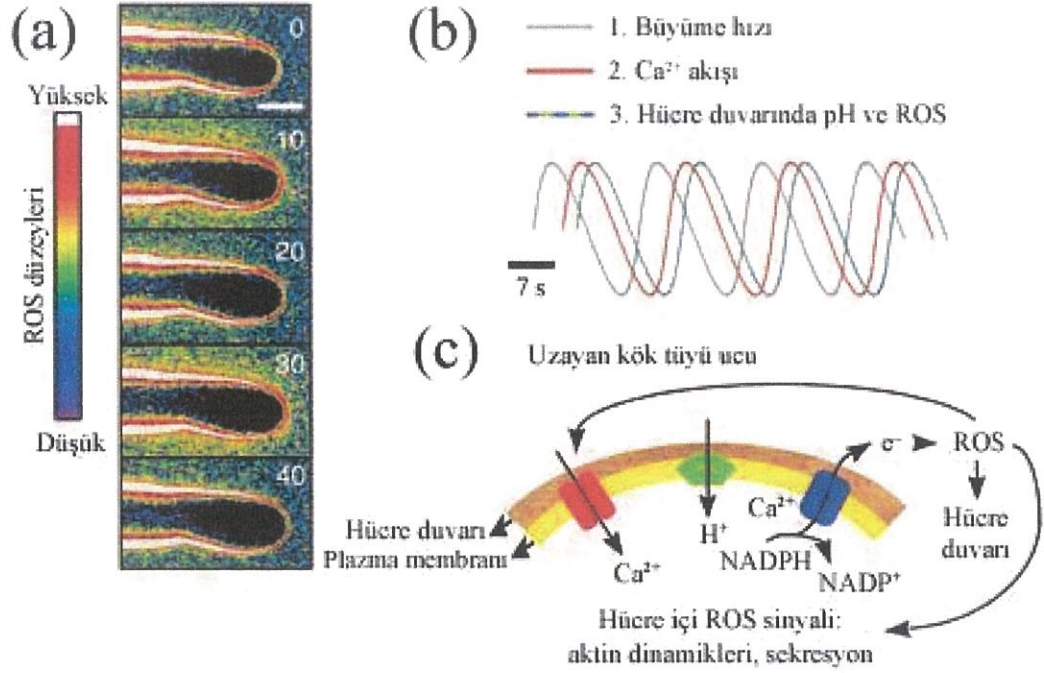 (a)
Yüksek
ROS düzeyleri
Düşük
0
10
20
30
40
(b)
1. Büyüme hızı
2. Ca²⁺ akışı
3. Hücre duvarında pH ve ROS
7 s
(c)
Uzayan kök tüyü ucu
e⁻
ROS
Hücre
duvarı
Ca²⁺
H⁺
NADPH
NADP⁺
Hücre duvarı
Plazma membranı
Ca²⁺
Hücre içi ROS sinyali:
aktin dinamikleri, sekresyon